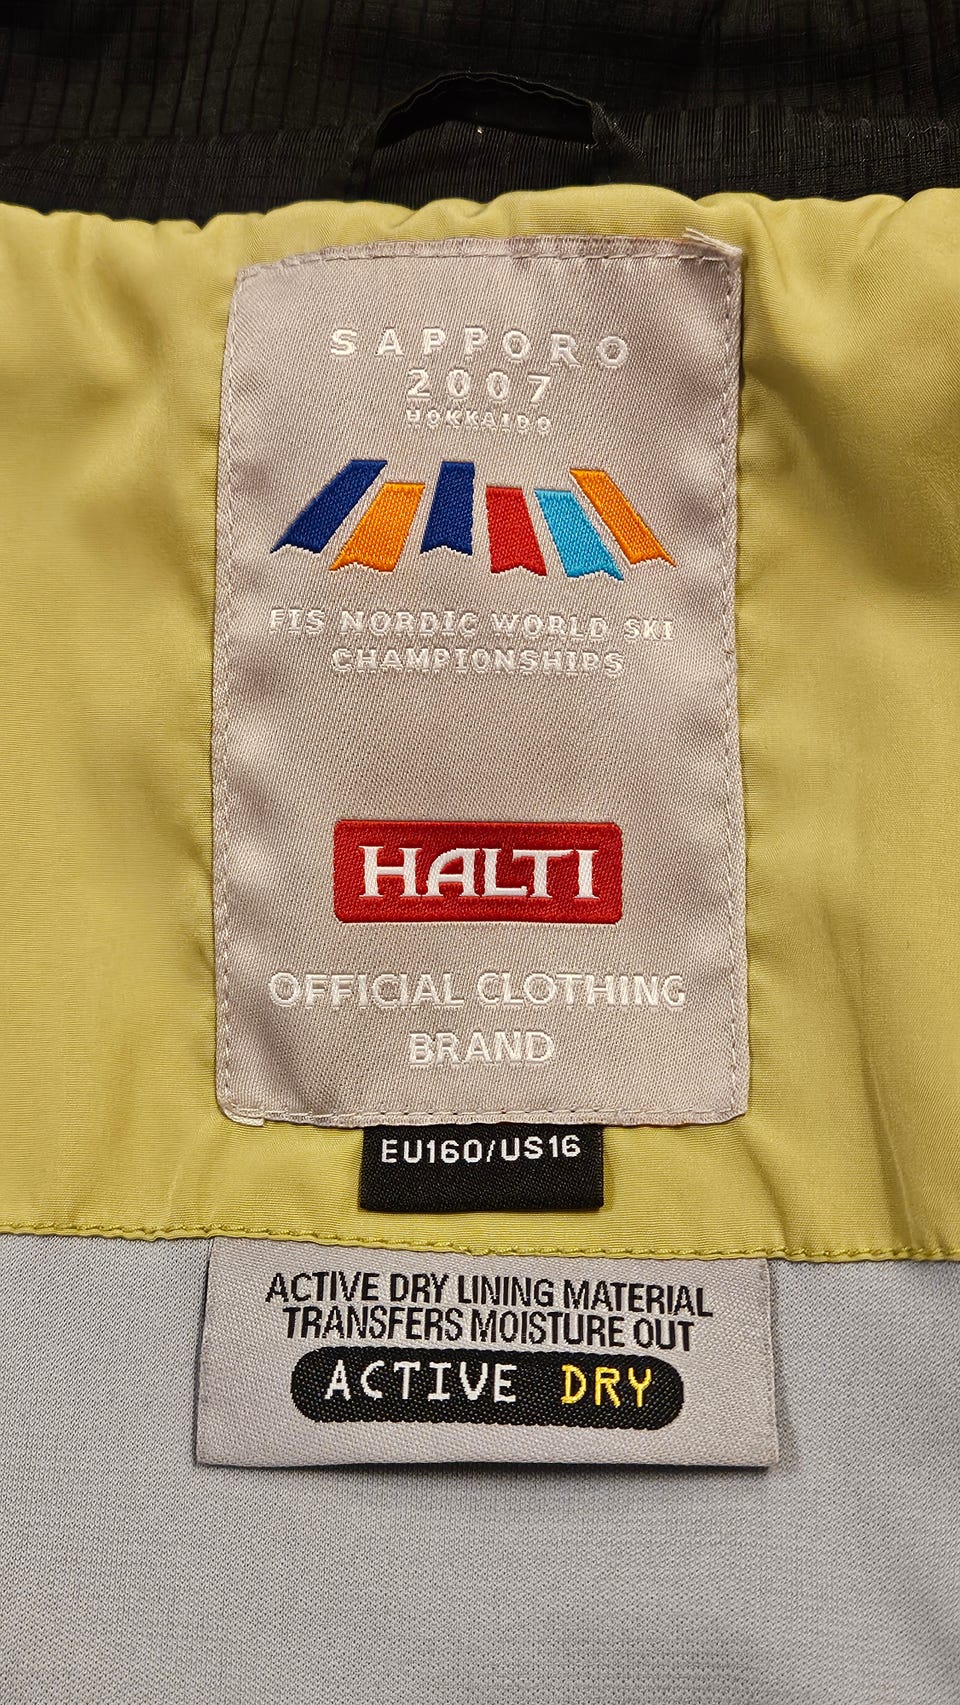 SAPPORO
2007
HOKKAIDO
FIS NORDIC WORLD SKI
CHAMPIONSHIPS
HALTI
OFFICIAL CLOTHING
BRAND
EU160/US16
ACTIVE DRY LINING MATERIAL
TRANSFERS MOISTURE OUT
ACTIVE DRY